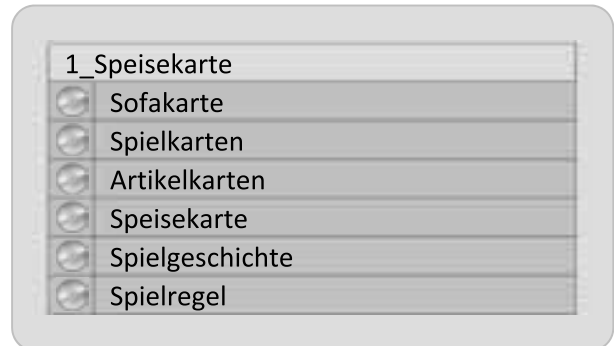 1_Speisekarte
Sofakarte
Spielkarten
Artikelkarten
Speisekarte
Spielgeschichte
Spielregel